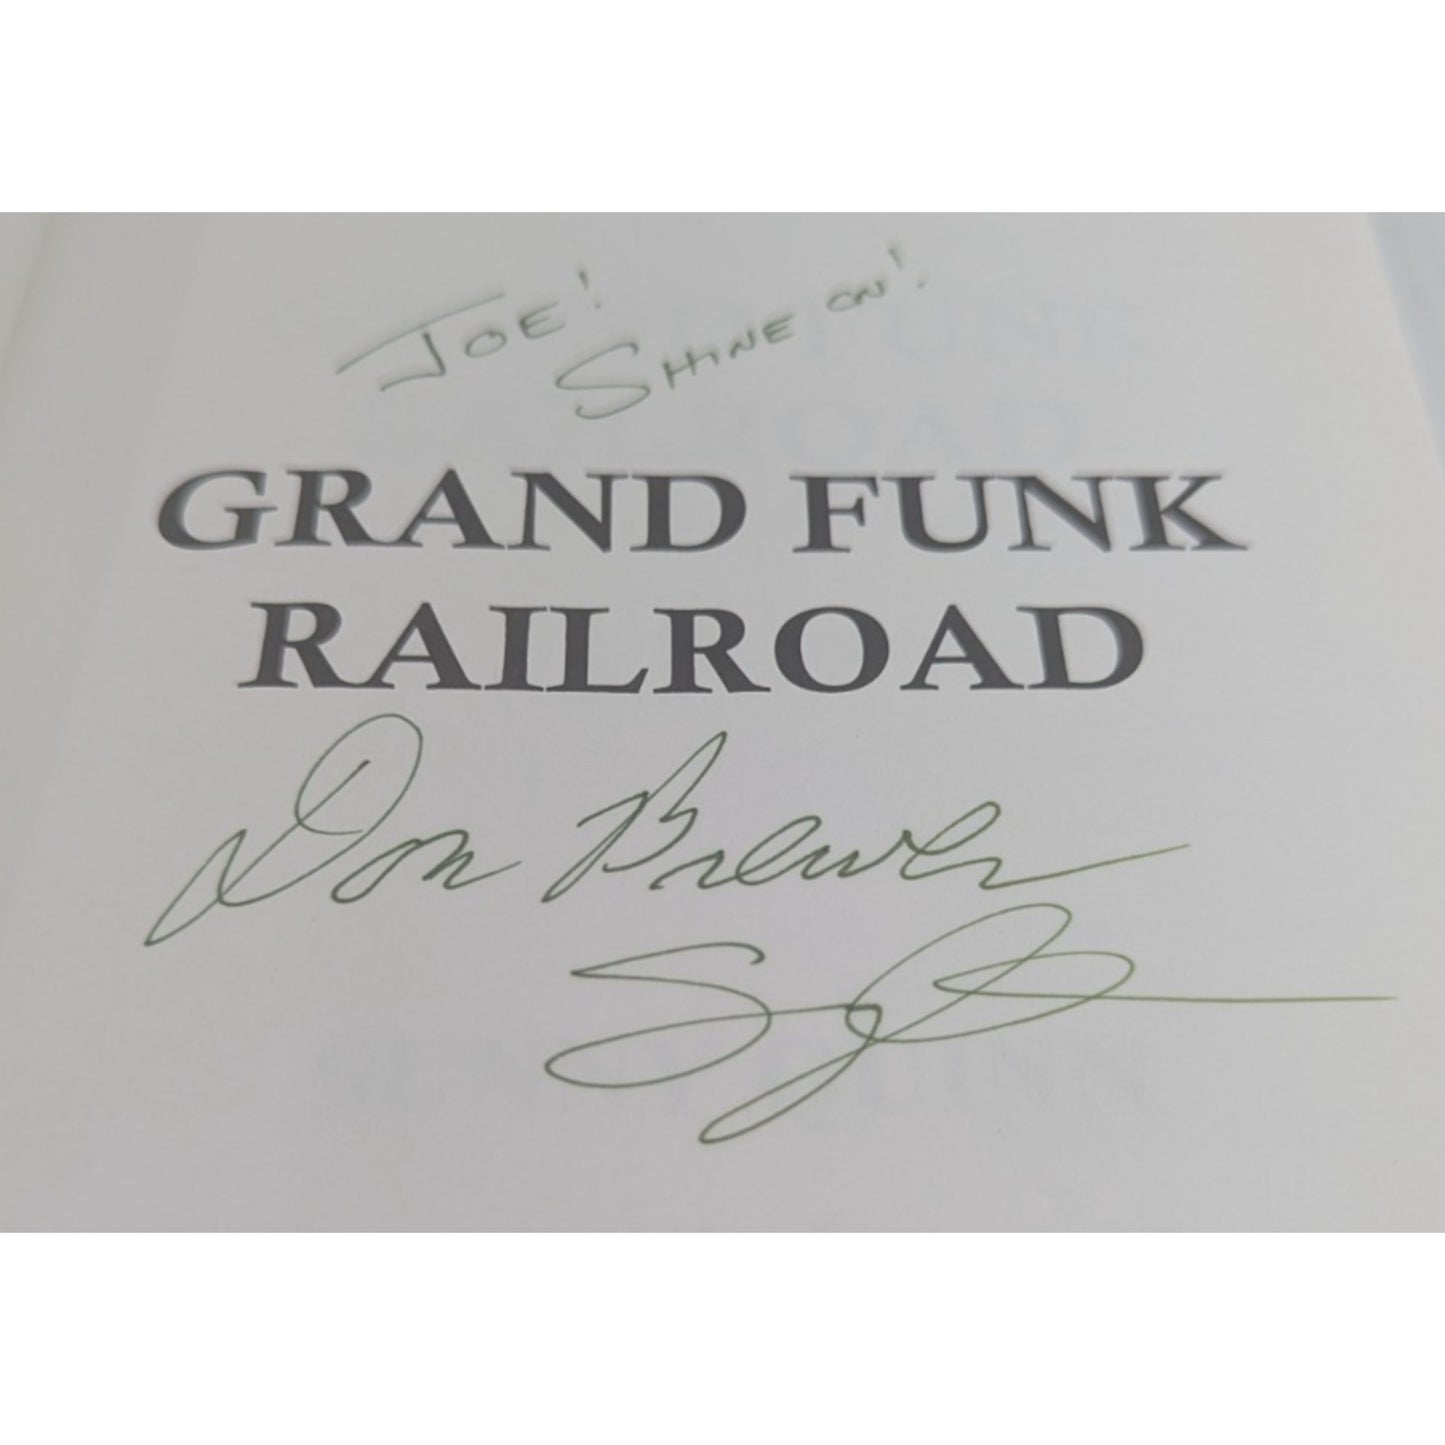 JOE!
SHINE ON!
GRAND FUNK
RAILROAD
Don Brewer